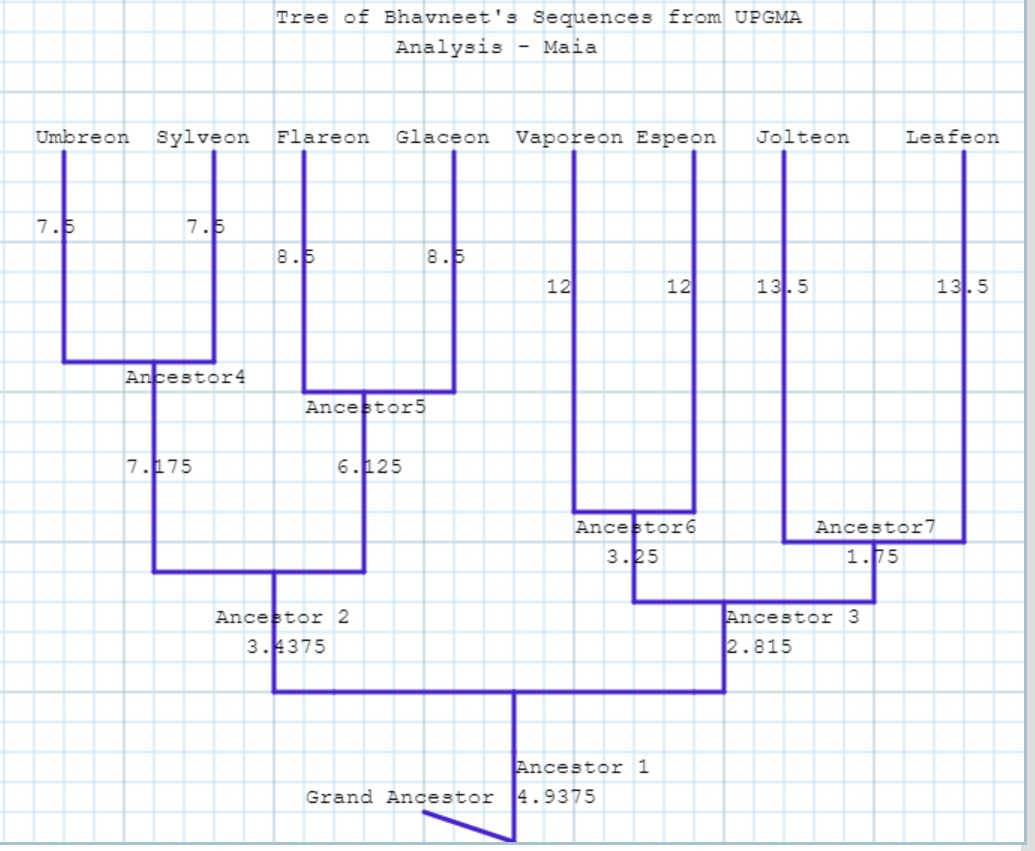 Tree of Bhavneet's Sequences from UPGMA
Analysis - Maia
Umbreon Sylveon Flareon Glaceon Vaporeon Espeon Jolteon Leafeon
7.5 7.5
8.5 8.5
12 12 13.5 13.5
Ancestor4
Ancestor5
7.175 6.125
Ancestor6 Ancestor7
3.25 1.75
Ancestor 2 Ancestor 3
3.4375 2.815
Ancestor 1
Grand Ancestor 4.9375